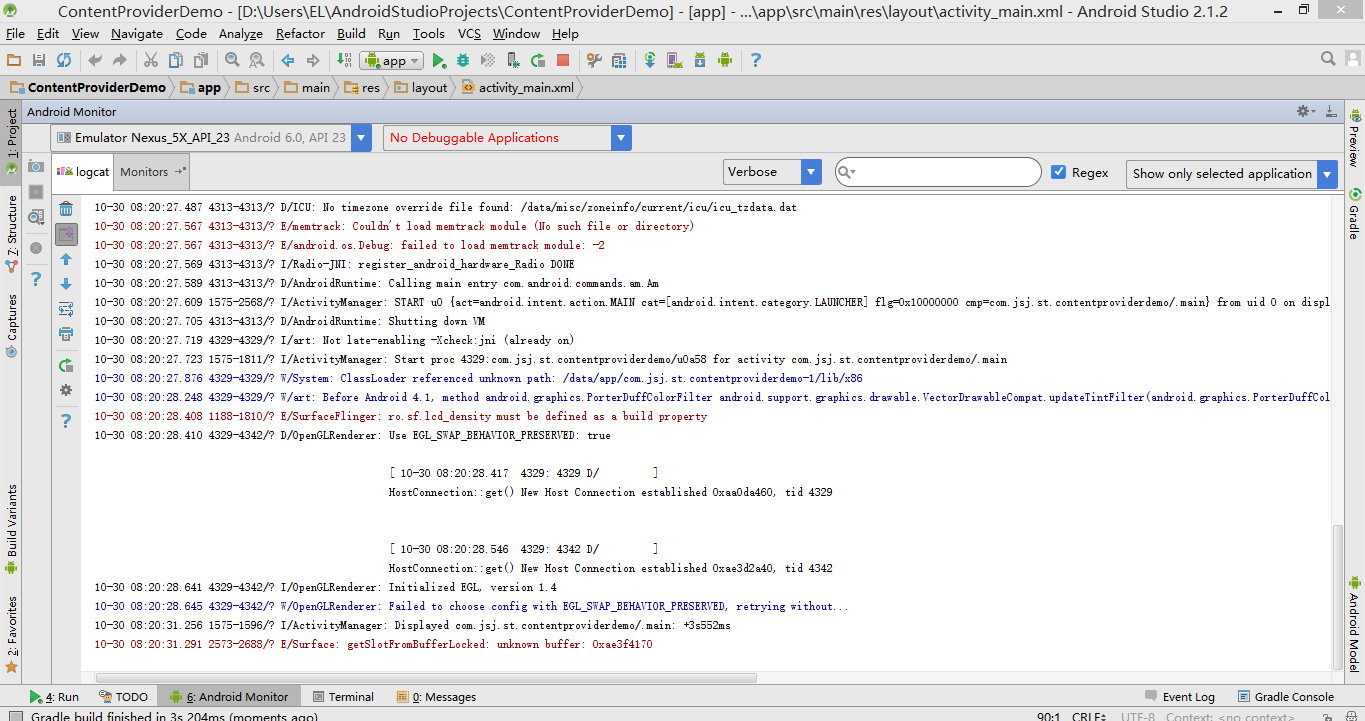 ContentProviderDemo - [D:\Users\EL\AndroidStudioProjects\ContentProviderDemo] - [app] - ...\app\src\main\res\layout\activity_main.xml - Android Studio 2.1.2
File Edit View Navigate Code Analyze Refactor Build Run Tools VCS Window Help
app
ContentProviderDemo app src main res layout activity_main.xml
Android Monitor
Emulator Nexus_5X_API_23 Android 6.0, API 23 No Debuggable Applications
logcat Monitors Verbose Regex Show only selected application
10-30 08:20:27.487 4313-4313/? D/ICU: No timezone override file found: /data/misc/zoneinfo/current/icu/icu_tzdata.dat
10-30 08:20:27.567 4313-4313/? E/memtrack: Couldn't load memtrack module (No such file or directory)
10-30 08:20:27.567 4313-4313/? E/android.os.Debug: failed to load memtrack module: -2
10-30 08:20:27.569 4313-4313/? I/Radio-JNI: register_android_hardware_Radio DONE
10-30 08:20:27.589 4313-4313/? D/AndroidRuntime: Calling main entry com.android.commands.am.Am
10-30 08:20:27.609 1575-2568/? I/ActivityManager: START u0 {act=android.intent.action.MAIN cat=[android.intent.category.LAUNCHER] flg=0x10000000 cmp=com.jsj.st.contentproviderdemo/.main} from uid 0 on displ
10-30 08:20:27.705 4313-4313/? D/AndroidRuntime: Shutting down VM
10-30 08:20:27.719 4329-4329/? I/art: Not late-enabling -Xcheck:jni (already on)
10-30 08:20:27.723 1575-1811/? I/ActivityManager: Start proc 4329:com.jsj.st.contentproviderdemo/u0a58 for activity com.jsj.st.contentproviderdemo/.main
10-30 08:20:27.876 4329-4329/? W/System: ClassLoader referenced unknown path: /data/app/com.jsj.st.contentproviderdemo-1/lib/x86
10-30 08:20:28.248 4329-4329/? W/art: Before Android 4.1, method android.graphics.PorterDuffColorFilter android.support.graphics.drawable.VectorDrawableCompat.updateTintFilter(android.graphics.PorterDuffCol
10-30 08:20:28.408 1188-1810/? E/SurfaceFlinger: ro.sf.lcd_density must be defined as a build property
10-30 08:20:28.410 4329-4342/? D/OpenGLRenderer: Use EGL_SWAP_BEHAVIOR_PRESERVED: true
[ 10-30 08:20:28.417 4329: 4329 D/ ]
HostConnection::get() New Host Connection established 0xaa0da460, tid 4329
[ 10-30 08:20:28.546 4329: 4342 D/ ]
HostConnection::get() New Host Connection established 0xae3d2a40, tid 4342
10-30 08:20:28.641 4329-4342/? I/OpenGLRenderer: Initialized EGL, version 1.4
10-30 08:20:28.645 4329-4342/? W/OpenGLRenderer: Failed to choose config with EGL_SWAP_BEHAVIOR_PRESERVED, retrying without...
10-30 08:20:31.256 1575-1596/? I/ActivityManager: Displayed com.jsj.st.contentproviderdemo/.main: +3s552ms
10-30 08:20:31.291 2573-2688/? E/Surface: getSlotFromBufferLocked: unknown buffer: 0xae3f4170
1: Project
7: Structure
Captures
Build Variants
2: Favorites
Preview
Gradle
Android Model
4: Run TODO 6: Android Monitor Terminal 0: Messages Event Log Gradle Console
Gradle build finished in 3s 204ms (moments ago) 90:1 CRLF UTF-8 Context: <no context>